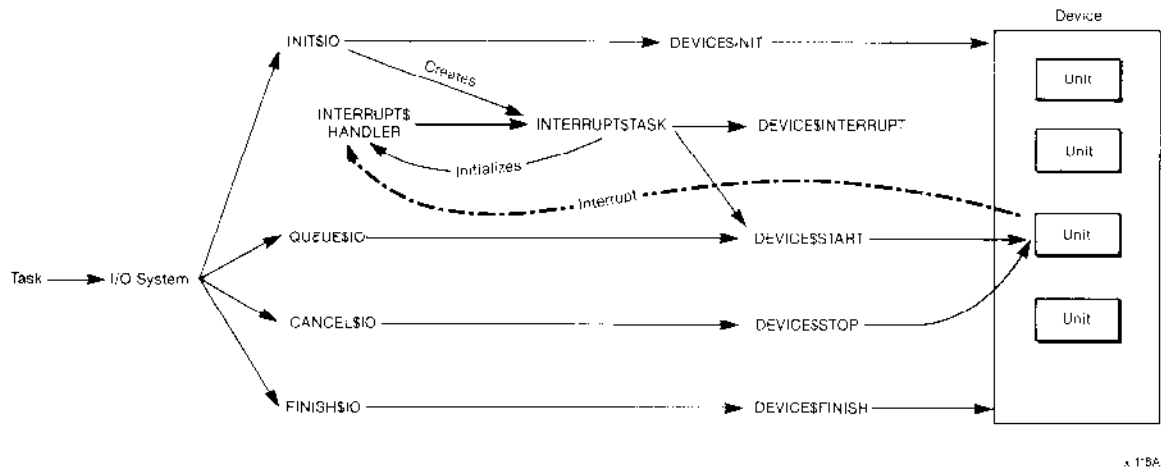 Device
INIT$IO
DEVICE$INIT
Unit
Creates
INTERRUPT$
HANDLER
INTERRUPT$TASK
DEVICE$INTERRUPT
Unit
Initializes
Interrupt
QUEUE$IO
DEVICE$START
Unit
Task
I/O System
CANCEL$IO
DEVICE$STOP
Unit
FINISH$IO
DEVICE$FINISH